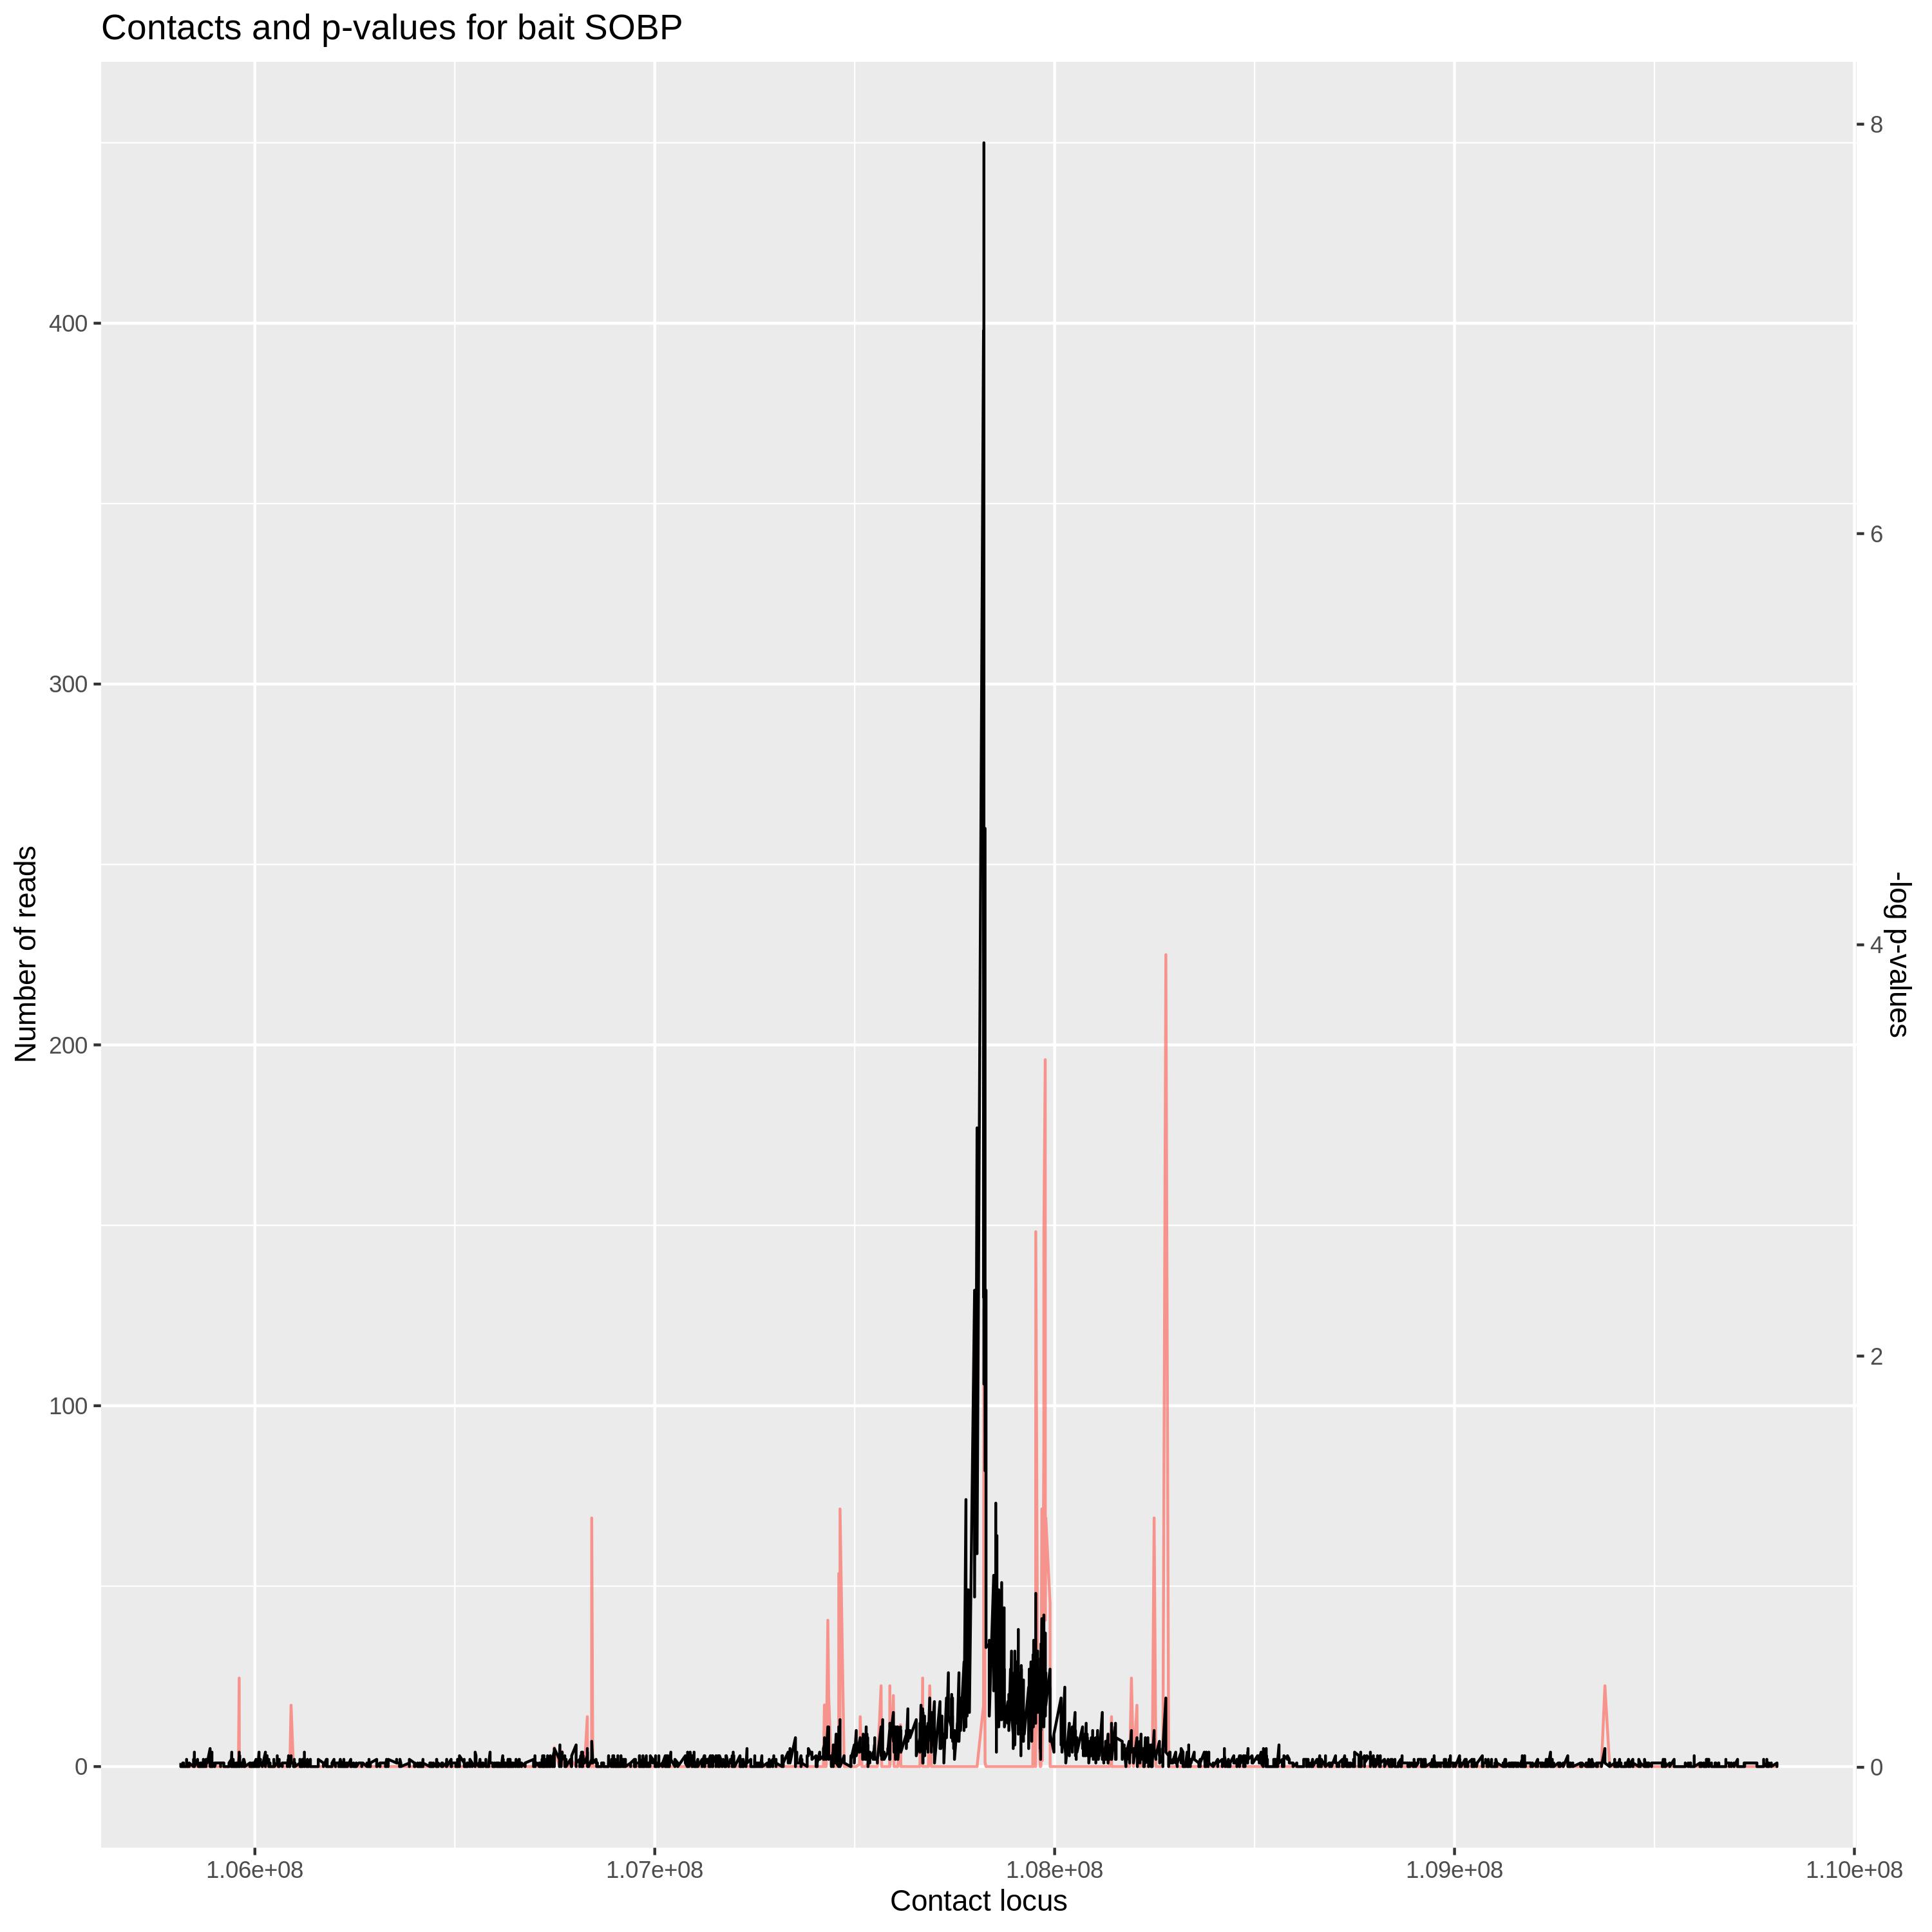 Contacts and p-values for bait SOBP
Number of reads
400
300
200
100
0
8
6
4
2
0
-log p-values
1.06e+08 1.07e+08 1.08e+08 1.09e+08 1.10e+08
Contact locus